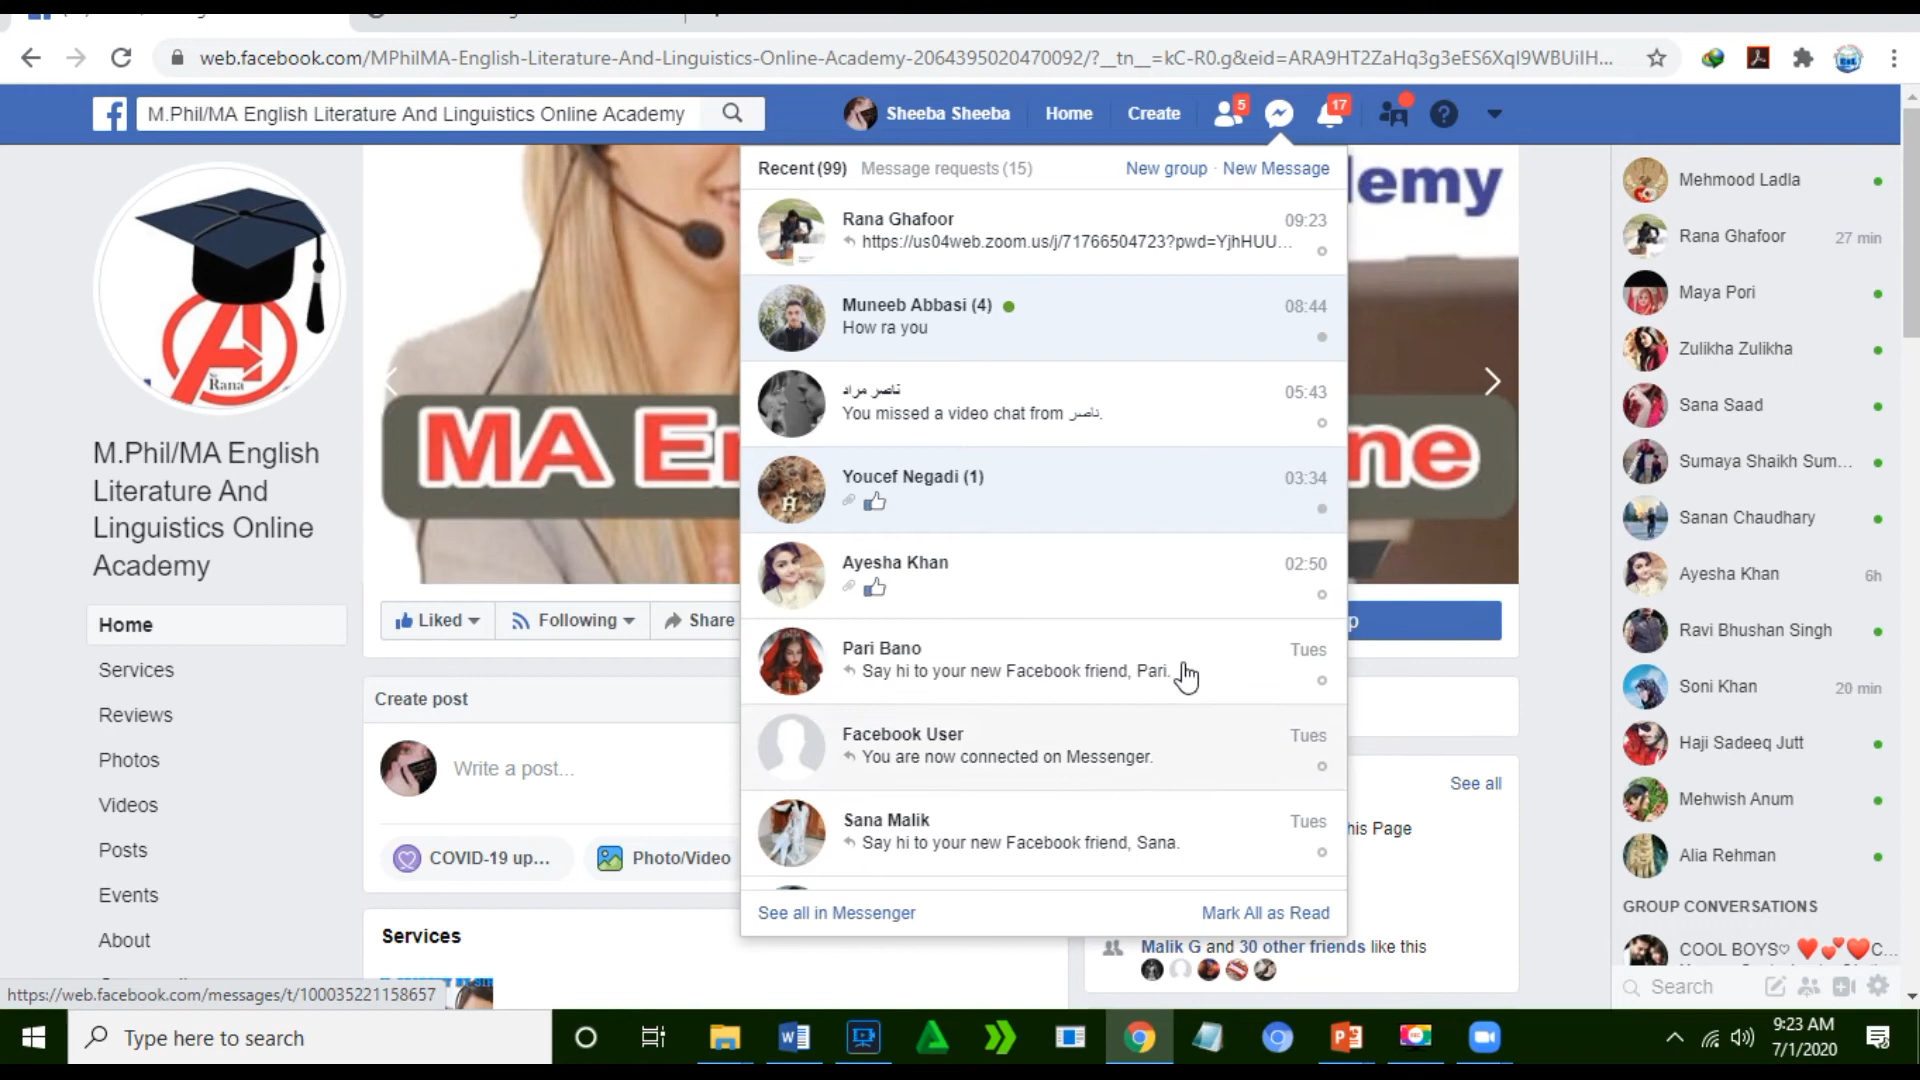 web.facebook.com/MPhilMA-English-Literature-And-Linguistics-Online-Academy-2064395020470092/?__tn__=kC-R0.g&eid=ARA9HT2ZaHq3g3eES6XqI9WBUiIH...
M.Phil/MA English Literature And Linguistics Online Academy
Sheeba Sheeba
Home
Create
5
17
Recent (99)
Message requests (15)
New group · New Message
Rana Ghafoor
09:23
https://us04web.zoom.us/j/71766504723?pwd=YjhHUU...
Muneeb Abbasi (4)
08:44
How ra you
ناصر مراد
05:43
You missed a video chat from ناصر.
Youcef Negadi (1)
03:34
Ayesha Khan
02:50
Pari Bano
Tues
Say hi to your new Facebook friend, Pari.
Facebook User
Tues
You are now connected on Messenger.
Sana Malik
Tues
Say hi to your new Facebook friend, Sana.
See all in Messenger
Mark All as Read
Rana
M.Phil/MA English
Literature And
Linguistics Online
Academy
Home
Services
Reviews
Photos
Videos
Posts
Events
About
demy
MA En
ne
Liked
Following
Share
p
Create post
Write a post...
COVID-19 up...
Photo/Video
Services
See all
his Page
Malik G and 30 other friends like this
Mehmood Ladla
Rana Ghafoor
27 min
Maya Pori
Zulikha Zulikha
Sana Saad
Sumaya Shaikh Sum...
Sanan Chaudhary
Ayesha Khan
6h
Ravi Bhushan Singh
Soni Khan
20 min
Haji Sadeeq Jutt
Mehwish Anum
Alia Rehman
GROUP CONVERSATIONS
COOL BOYS♡ ❤️💕❤️C...
Search
https://web.facebook.com/messages/t/100035221158657
Type here to search
9:23 AM
7/1/2020